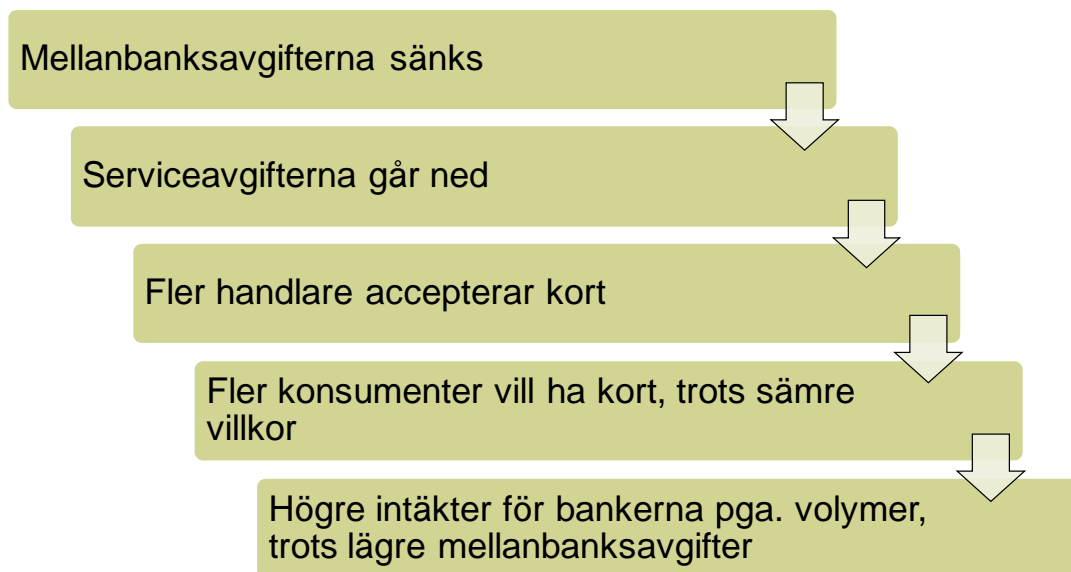 Mellanbanksavgifterna sänks
Serviceavgifterna går ned
Fler handlare accepterar kort
Fler konsumenter vill ha kort, trots sämre
villkor
Högre intäkter för bankerna pga. volymer,
trots lägre mellanbanksavgifter